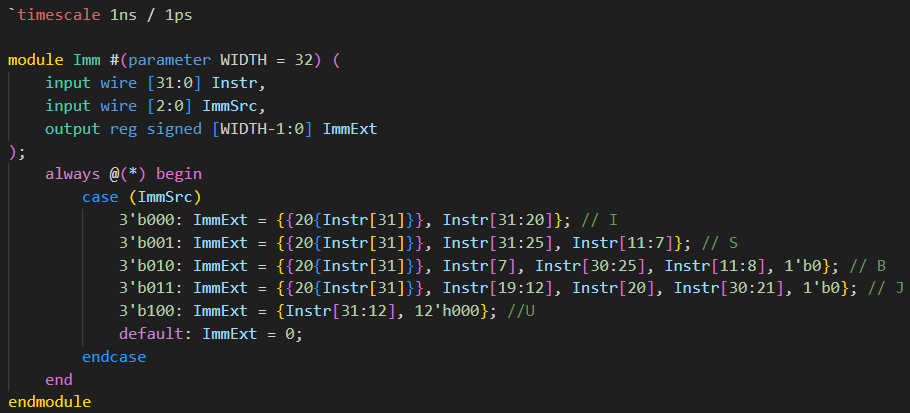 `timescale 1ns / 1ps

module Imm #(parameter WIDTH = 32) (
    input wire [31:0] Instr,
    input wire [2:0] ImmSrc,
    output reg signed [WIDTH-1:0] ImmExt
);
    always @(*) begin
        case (ImmSrc)
            3'b000: ImmExt = {{20{Instr[31]}}, Instr[31:20]}; // I
            3'b001: ImmExt = {{20{Instr[31]}}, Instr[31:25], Instr[11:7]}; // S
            3'b010: ImmExt = {{20{Instr[31]}}, Instr[7], Instr[30:25], Instr[11:8], 1'b0}; // B
            3'b011: ImmExt = {{20{Instr[31]}}, Instr[19:12], Instr[20], Instr[30:21], 1'b0}; // J
            3'b100: ImmExt = {Instr[31:12], 12'h000}; //U
            default: ImmExt = 0;
        endcase
    end
endmodule